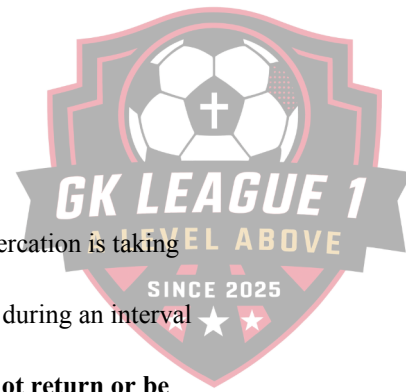 GK LEAGUE 1
ercation is taking
A LEVEL ABOVE
SINCE 2025
during an interval
ot return or be